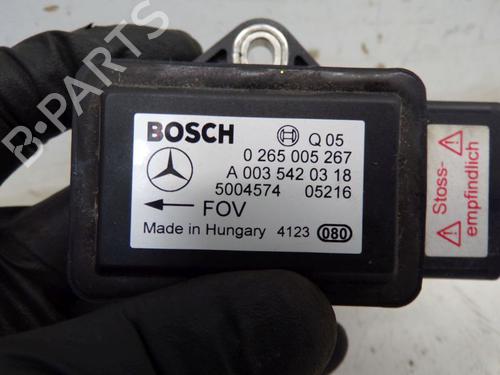 B-PARTS
BOSCH
Q 05
0 265 005 267
A 003 542 03 18
5004574 05216
FOV
Made in Hungary 4123 080
Stoss-
empfindlich